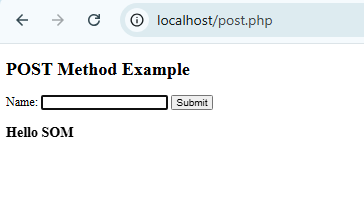 localhost/post.php
POST Method Example
Name: Submit
Hello SOM